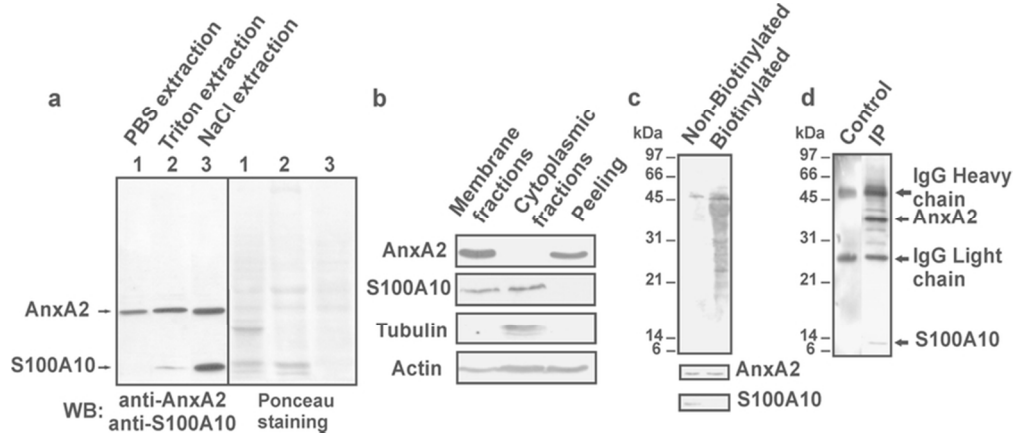 a
PBS extraction
Triton extraction
NaCl extraction
1 2 3 1 2 3
AnxA2
S100A10
WB: anti-AnxA2
anti-S100A10
Ponceau
staining
b
Membrane
fractions
Cytoplasmic
fractions
Peeling
AnxA2
S100A10
Tubulin
Actin
c
Non-Biotinylated
Biotinylated
kDa
97
66
45
31
21
14
6
AnxA2
S100A10
d
Control
IP
kDa
97
66
45
31
21
14
6
IgG Heavy
chain
AnxA2
IgG Light
chain
S100A10